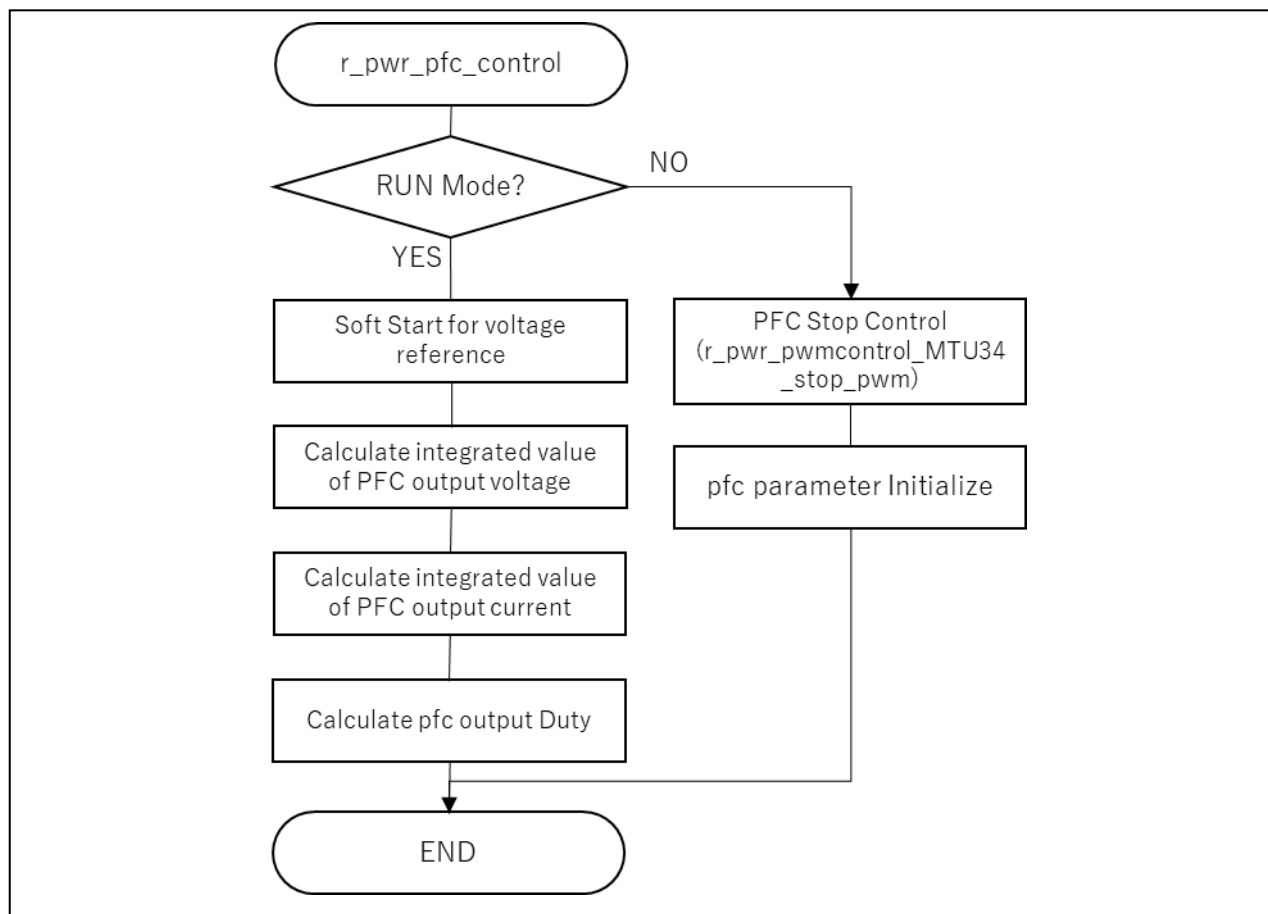 r_pwr_pfc_control
RUN Mode?
NO
YES
Soft Start for voltage
reference
Calculate integrated value
of PFC output voltage
Calculate integrated value
of PFC output current
Calculate pfc output Duty
PFC Stop Control
(r_pwr_pwmcontrol_MTU34
_stop_pwm)
pfc parameter Initialize
END